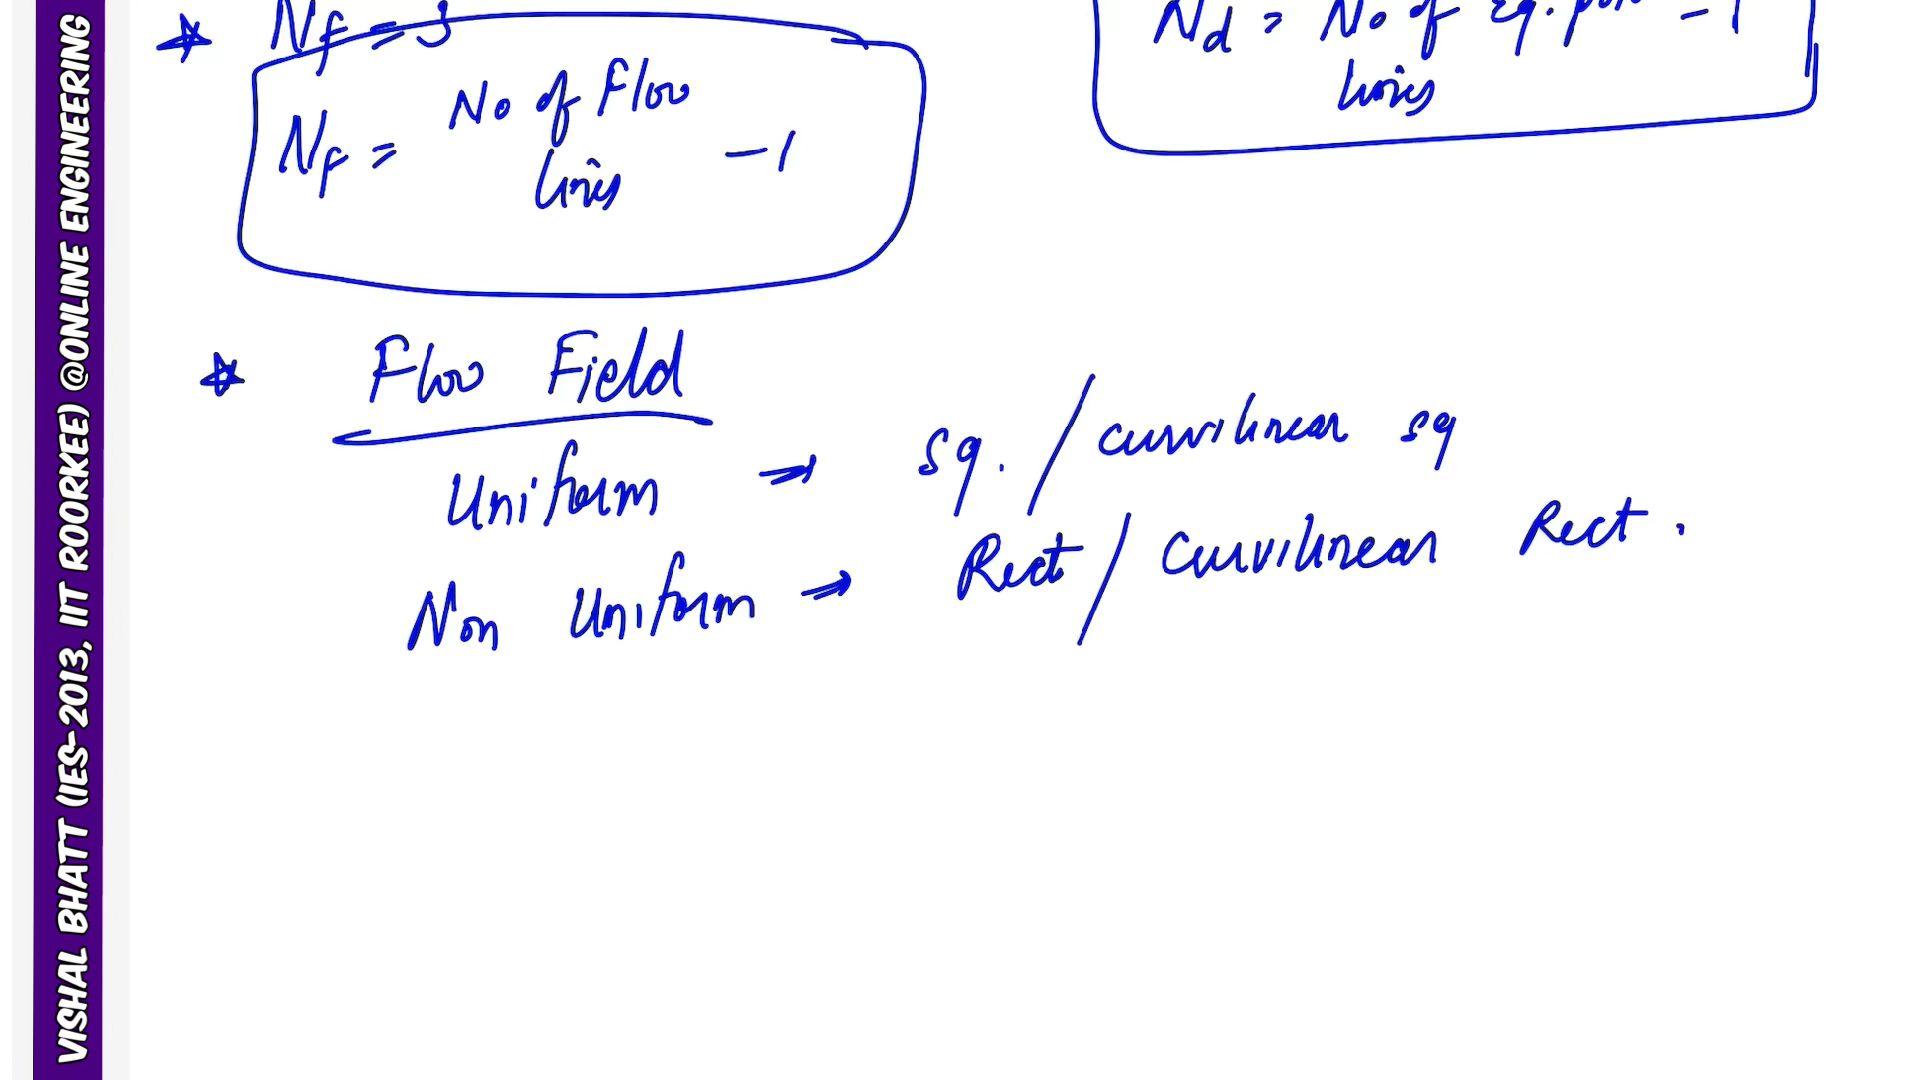 VISHAL BHATT (IES-2013, IIT ROORKEE) @ONLINE ENGINEERING
Nf = 3
Nf = No of Flow lines - 1
Nd = No of Eq. lines - 1
Flow Field
Uniform → Sq. / curvilinear sq
Non Uniform → Rect / Curvilinear Rect.